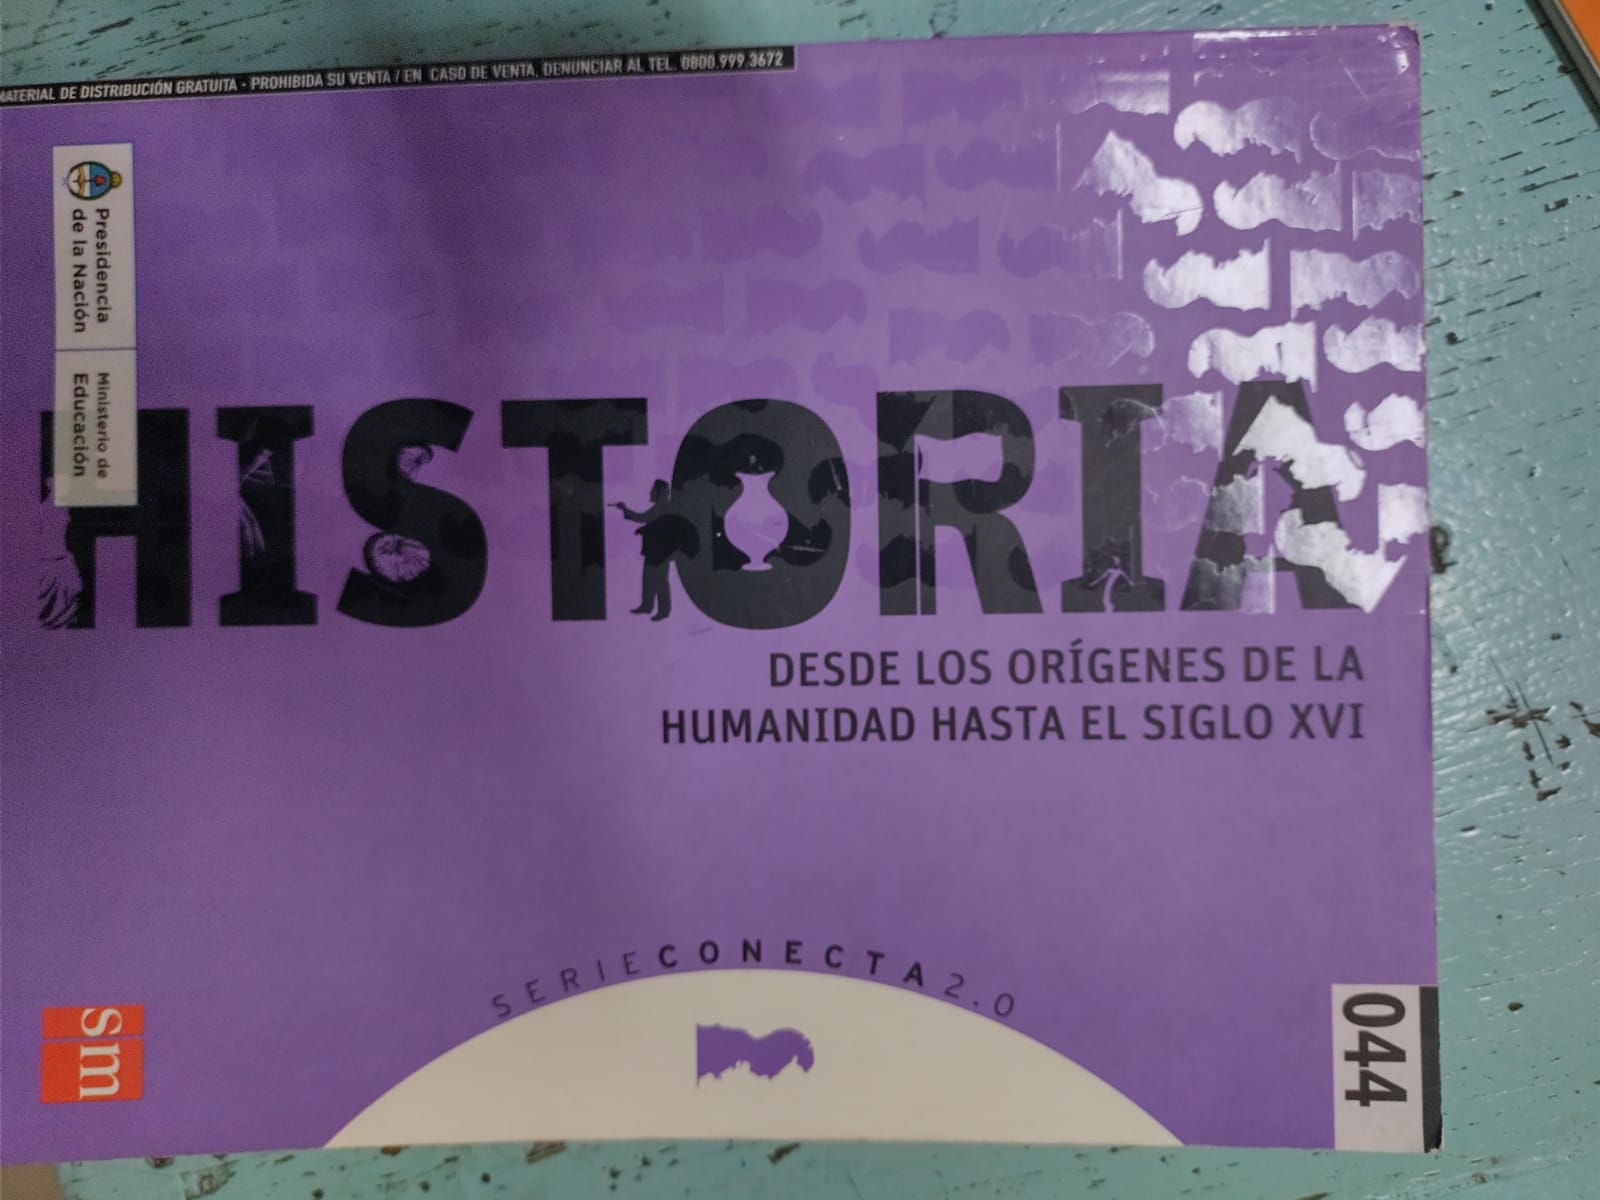 MATERIAL DE DISTRIBUCIÓN GRATUITA - PROHIBIDA SU VENTA / EN CASO DE VENTA, DENUNCIAR AL TEL. 0800.999.3672
Presidencia
de la Nación
Ministerio de
Educación
HISTORIA
DESDE LOS ORÍGENES DE LA
HUMANIDAD HASTA EL SIGLO XVI
SERIECONECTA2.0
sm
044